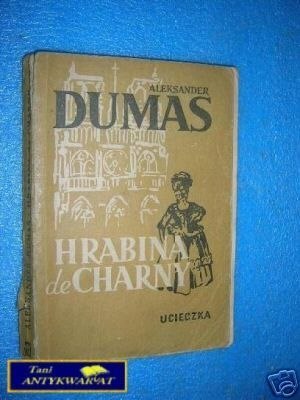 ALEKSANDER
DUMAS
HRABINA
de CHARNY
UCIECZKA
Tani
ANTYKWARIAT